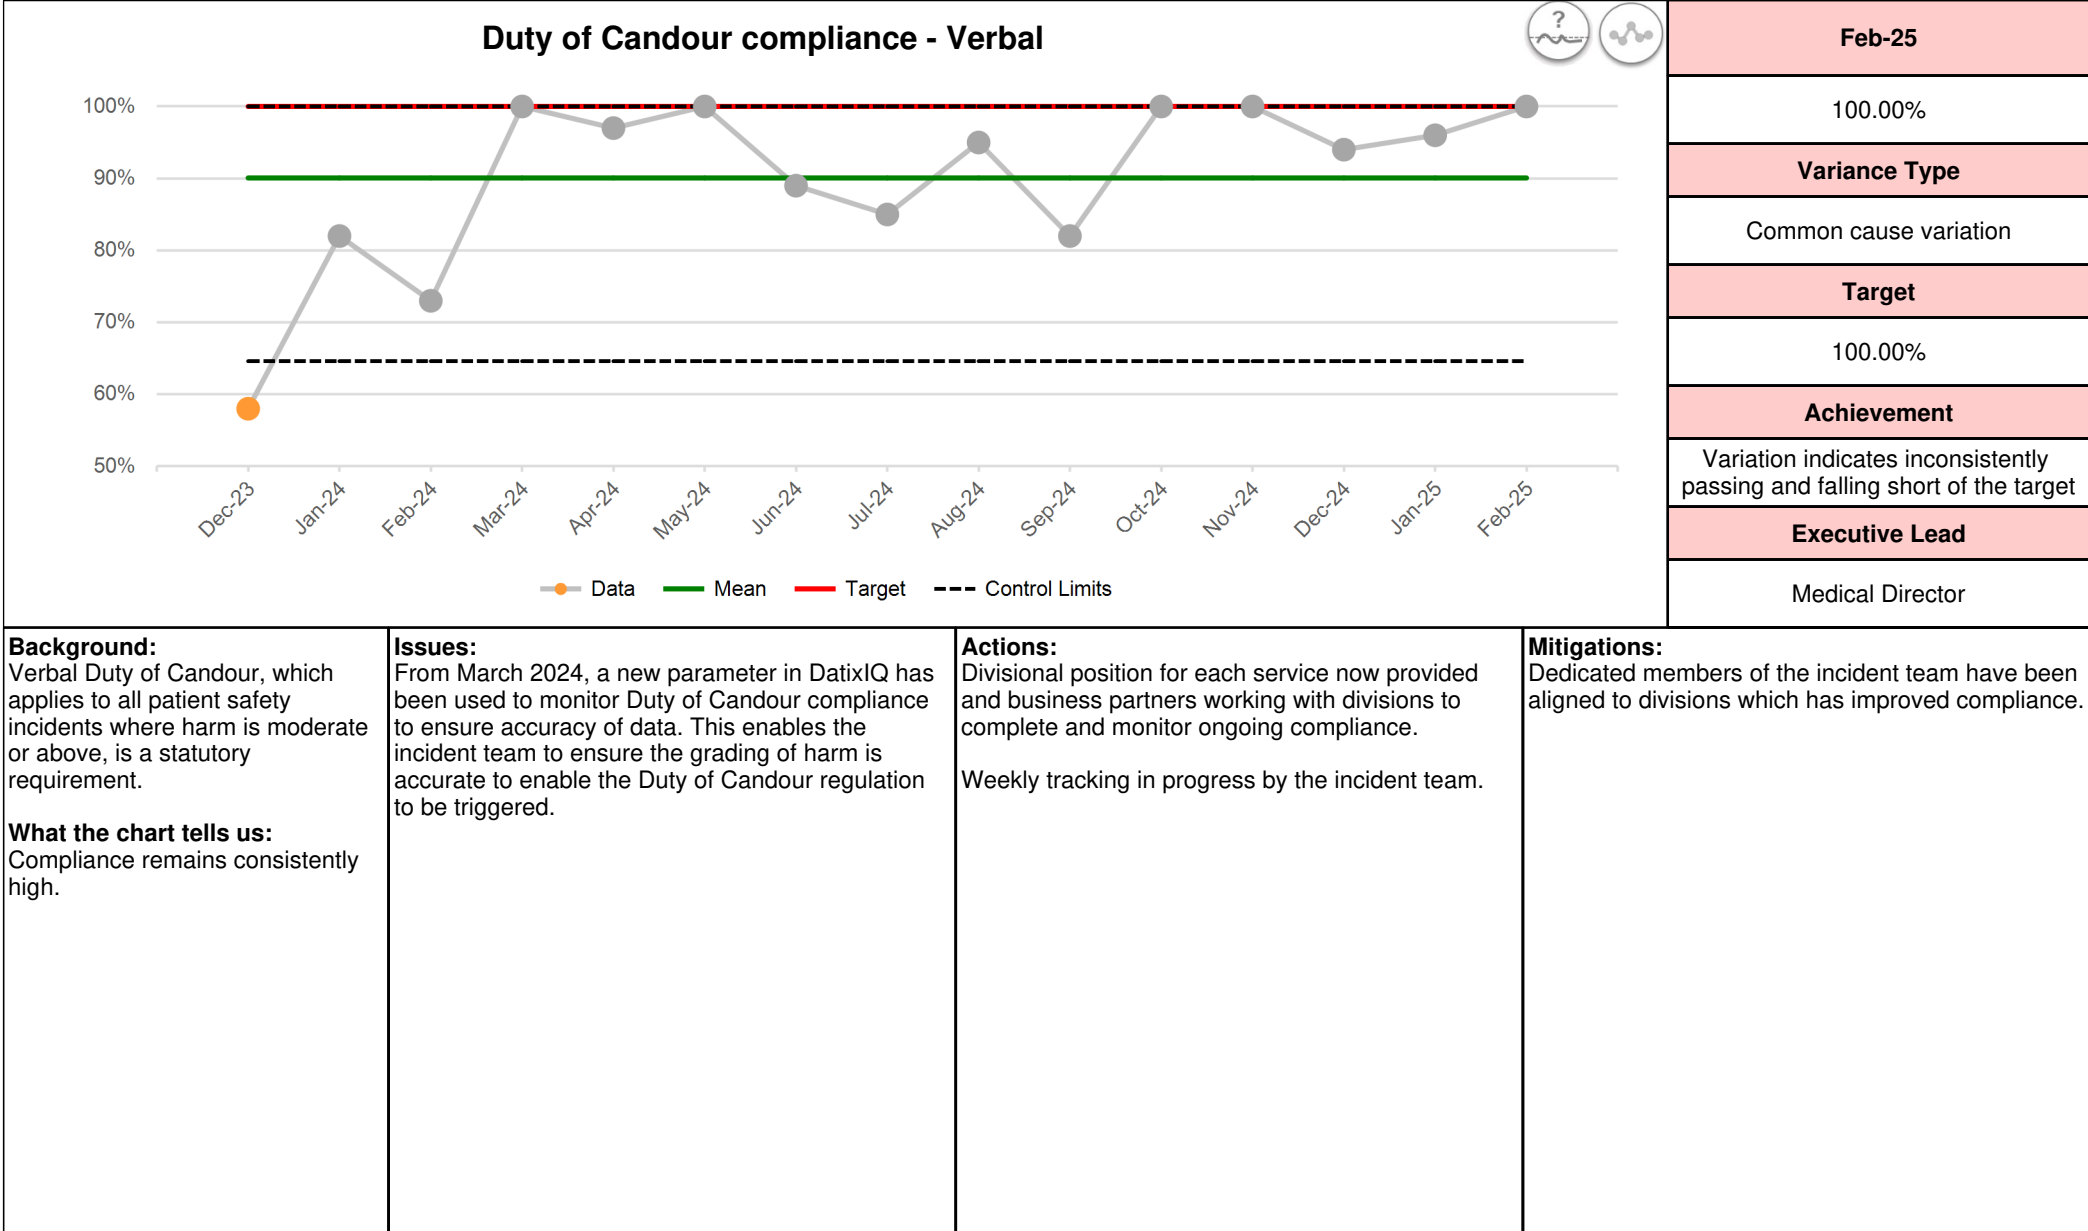 Duty of Candour compliance - Verbal
?
100%
90%
80%
70%
60%
50%
Dec-23
Jan-24
Feb-24
Mar-24
Apr-24
May-24
Jun-24
Jul-24
Aug-24
Sep-24
Oct-24
Nov-24
Dec-24
Jan-25
Feb-25
Data
Mean
Target
Control Limits
Feb-25
100.00%
Variance Type
Common cause variation
Target
100.00%
Achievement
Variation indicates inconsistently
passing and falling short of the target
Executive Lead
Medical Director
Background:
Verbal Duty of Candour, which
applies to all patient safety
incidents where harm is moderate
or above, is a statutory
requirement.
What the chart tells us:
Compliance remains consistently
high.
Issues:
From March 2024, a new parameter in DatixIQ has
been used to monitor Duty of Candour compliance
to ensure accuracy of data. This enables the
incident team to ensure the grading of harm is
accurate to enable the Duty of Candour regulation
to be triggered.
Actions:
Divisional position for each service now provided
and business partners working with divisions to
complete and monitor ongoing compliance.
Weekly tracking in progress by the incident team.
Mitigations:
Dedicated members of the incident team have been
aligned to divisions which has improved compliance.